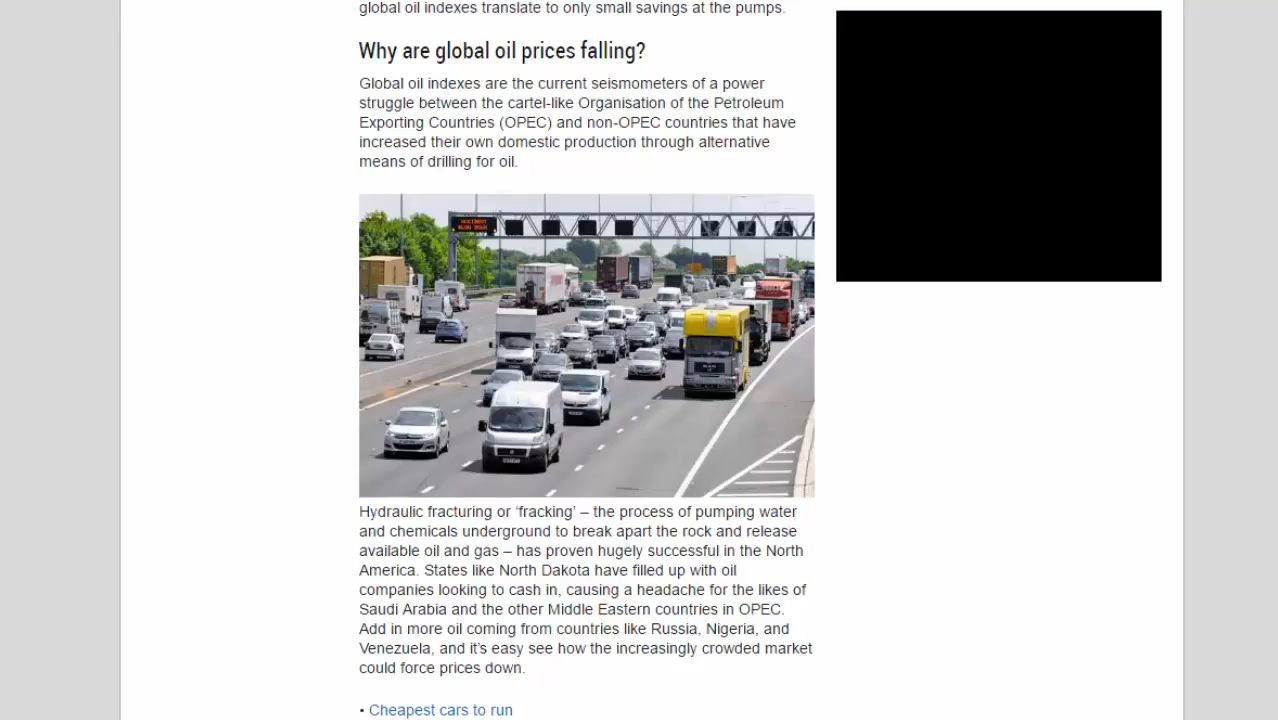 global oil indexes translate to only small savings at the pumps.
Why are global oil prices falling?
Global oil indexes are the current seismometers of a power
struggle between the cartel-like Organisation of the Petroleum
Exporting Countries (OPEC) and non-OPEC countries that have
increased their own domestic production through alternative
means of drilling for oil.
Hydraulic fracturing or ‘fracking’ – the process of pumping water
and chemicals underground to break apart the rock and release
available oil and gas – has proven hugely successful in the North
America. States like North Dakota have filled up with oil
companies looking to cash in, causing a headache for the likes of
Saudi Arabia and the other Middle Eastern countries in OPEC.
Add in more oil coming from countries like Russia, Nigeria, and
Venezuela, and it’s easy see how the increasingly crowded market
could force prices down.
• Cheapest cars to run